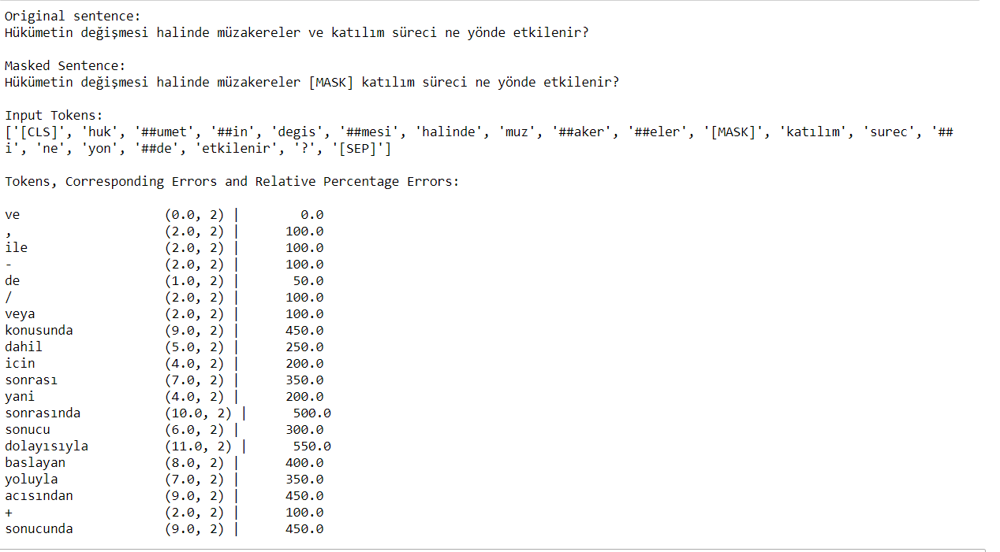 Original sentence:
Hükümetin değişmesi halinde müzakereler ve katılım süreci ne yönde etkilenir?
Masked Sentence:
Hükümetin değişmesi halinde müzakereler [MASK] katılım süreci ne yönde etkilenir?
Input Tokens:
['[CLS]', 'huk', '##umet', '##in', 'degis', '##mesi', 'halinde', 'muz', '##aker', '##eler', '[MASK]', 'katılım', 'surec', '##
i', 'ne', 'yon', '##de', 'etkilenir', '?', '[SEP]']
Tokens, Corresponding Errors and Relative Percentage Errors:
ve (0.0, 2) | 0.0
, (2.0, 2) | 100.0
ile (2.0, 2) | 100.0
- (2.0, 2) | 100.0
de (1.0, 2) | 50.0
/ (2.0, 2) | 100.0
veya (2.0, 2) | 100.0
konusunda (9.0, 2) | 450.0
dahil (5.0, 2) | 250.0
icin (4.0, 2) | 200.0
sonrası (7.0, 2) | 350.0
yani (4.0, 2) | 200.0
sonrasında (10.0, 2) | 500.0
sonucu (6.0, 2) | 300.0
dolayısıyla (11.0, 2) | 550.0
baslayan (8.0, 2) | 400.0
yoluyla (7.0, 2) | 350.0
acısından (9.0, 2) | 450.0
+ (2.0, 2) | 100.0
sonucunda (9.0, 2) | 450.0